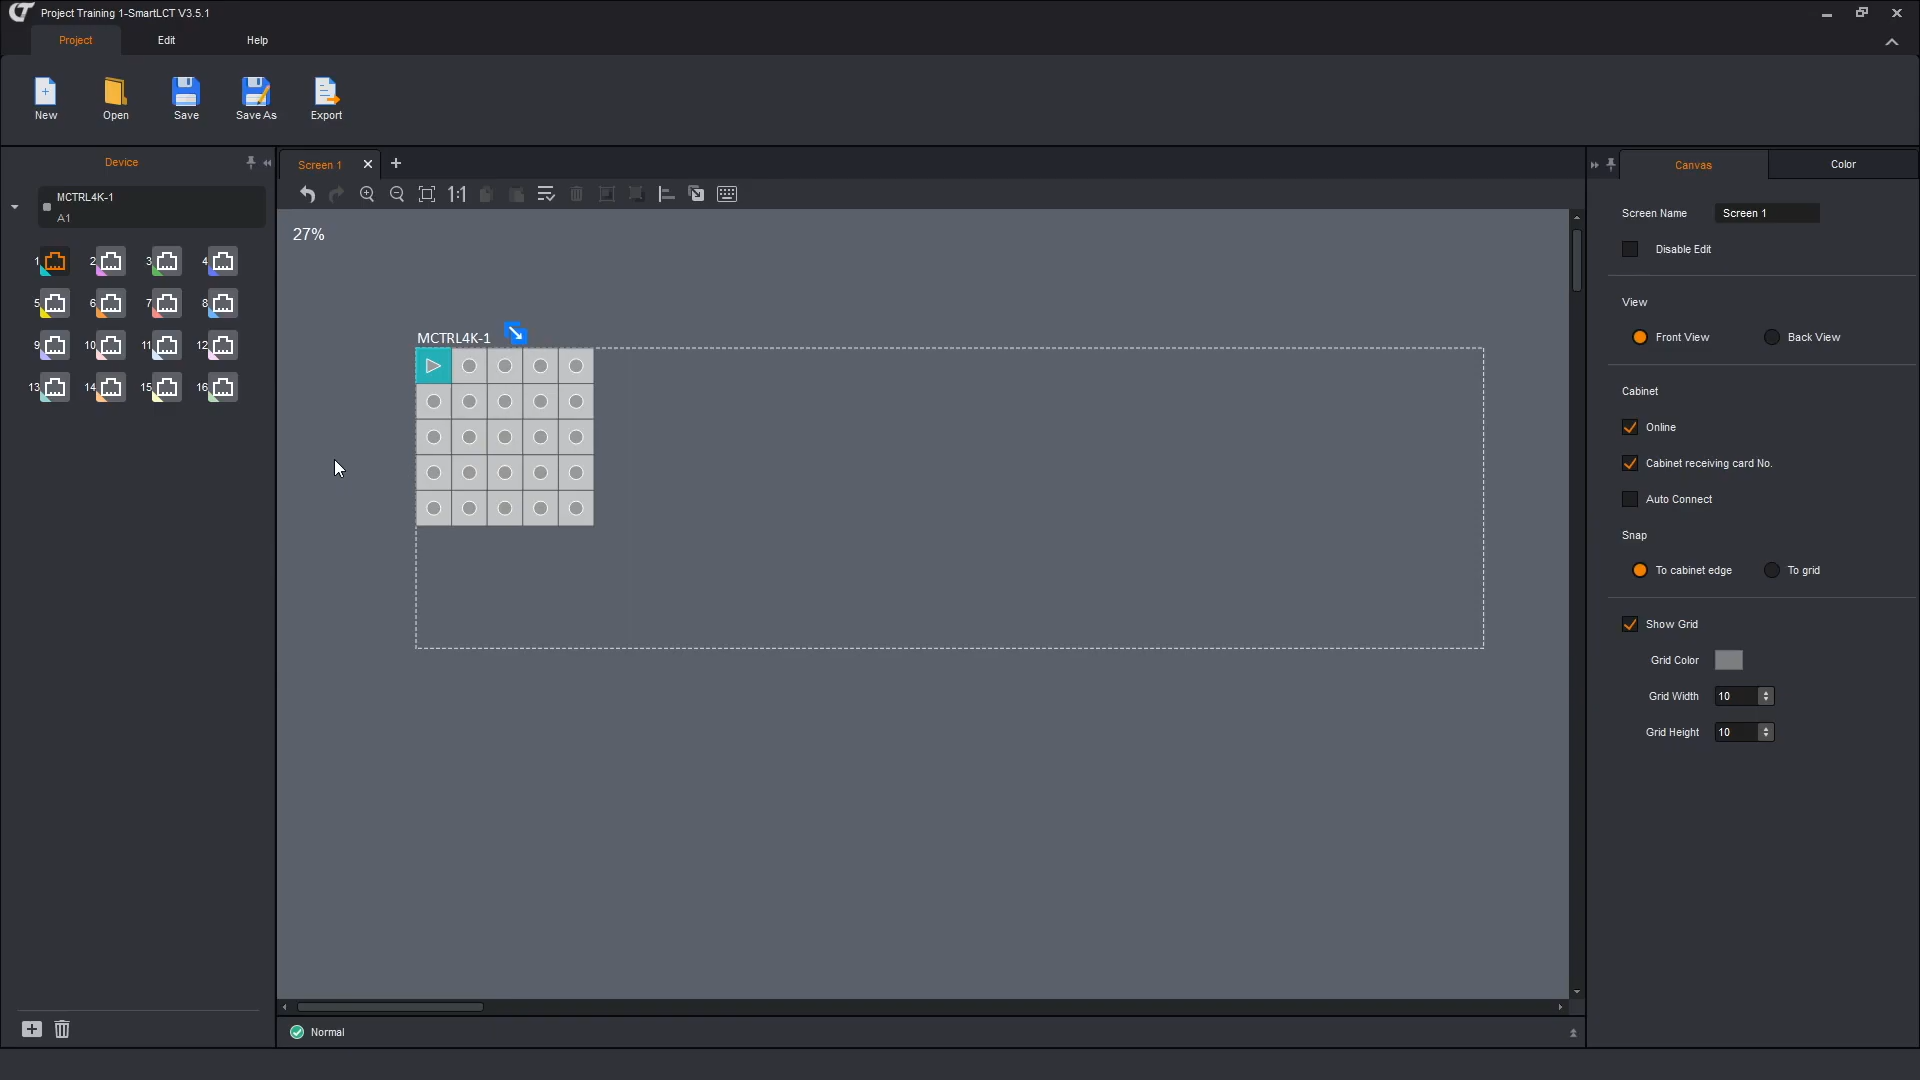 Project Training 1-SmartLCT V3.5.1
Project Edit Help
New Open Save Save As Export
Device
MCTRL4K-1
A1
1 2 3 4
5 6 7 8
9 10 11 12
13 14 15 16
Screen 1
1:1
27%
MCTRL4K-1
Normal
Canvas Color
Screen Name Screen 1
Disable Edit
View
Front View Back View
Cabinet
Online
Cabinet receiving card No.
Auto Connect
Snap
To cabinet edge To grid
Show Grid
Grid Color
Grid Width 10
Grid Height 10